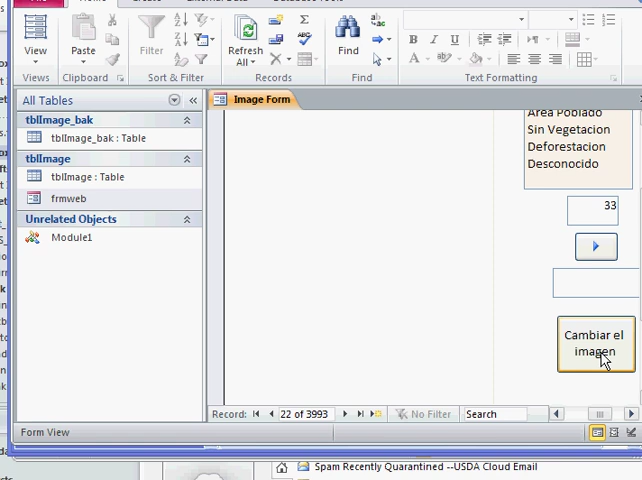 View
Paste
Filter
Refresh
All
Find
abc
ABC
B I U
A
Views
Clipboard
Sort & Filter
Records
Find
Text Formatting
All Tables
Image Form
tblImage_bak
tblImage_bak : Table
tblImage
tblImage : Table
frmweb
Unrelated Objects
Module1
Area Poblado
Sin Vegetacion
Deforestacion
Desconocido
33
Cambiar el
imagen
Record: 22 of 3993 No Filter Search
Form View
Spam Recently Quarantined --USDA Cloud Email